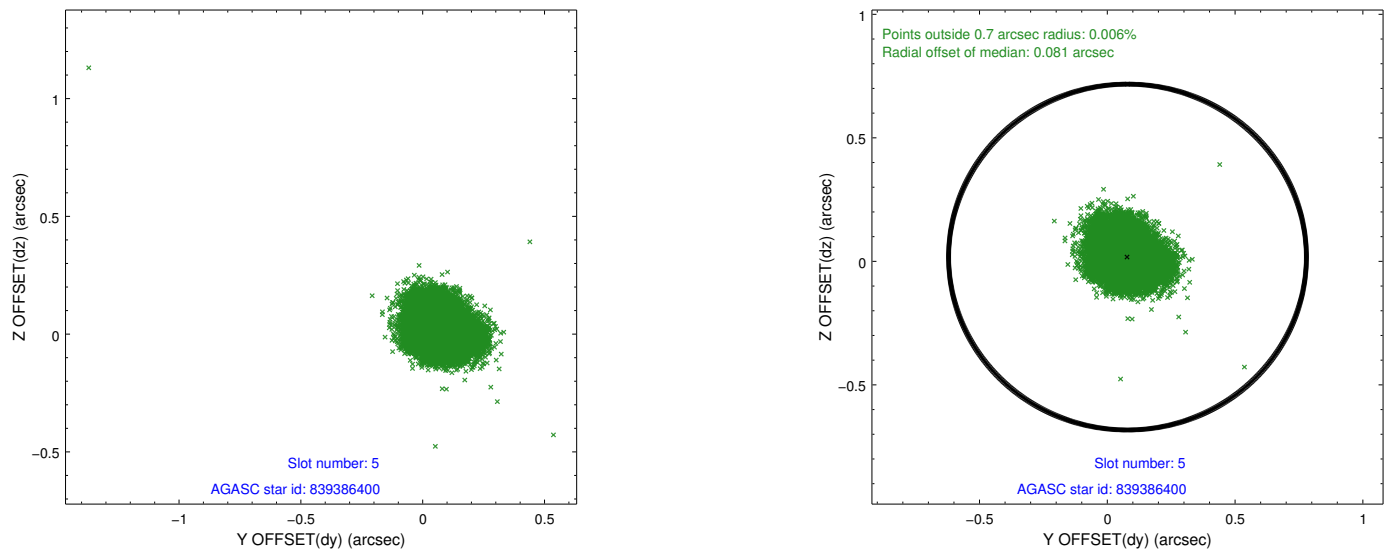 1
0.5
0
−0.5
Z OFFSET(dz) (arcsec)
−1
−0.5
0
0.5
Y OFFSET(dy) (arcsec)
Slot number: 5
AGASC star id: 839386400
Points outside 0.7 arcsec radius: 0.006%
Radial offset of median: 0.081 arcsec
1
0.5
0
−0.5
Z OFFSET(dz) (arcsec)
−0.5
0
0.5
1
Y OFFSET(dy) (arcsec)
Slot number: 5
AGASC star id: 839386400